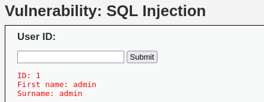 Vulnerability: SQL Injection
User ID:
Submit
ID: 1
First name: admin
Surname: admin